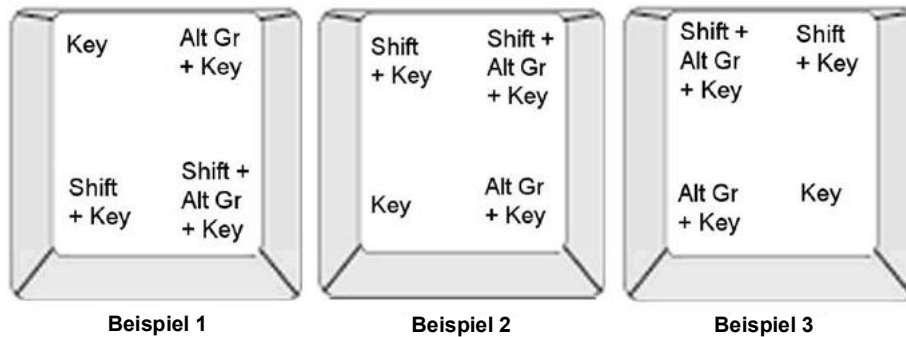 Key
Alt Gr
+ Key
Shift
+ Key
Shift +
Alt Gr
+ Key
Beispiel 1
Shift
+ Key
Shift +
Alt Gr
+ Key
Key
Alt Gr
+ Key
Beispiel 2
Shift +
Alt Gr
+ Key
Shift
+ Key
Alt Gr
+ Key
Key
Beispiel 3